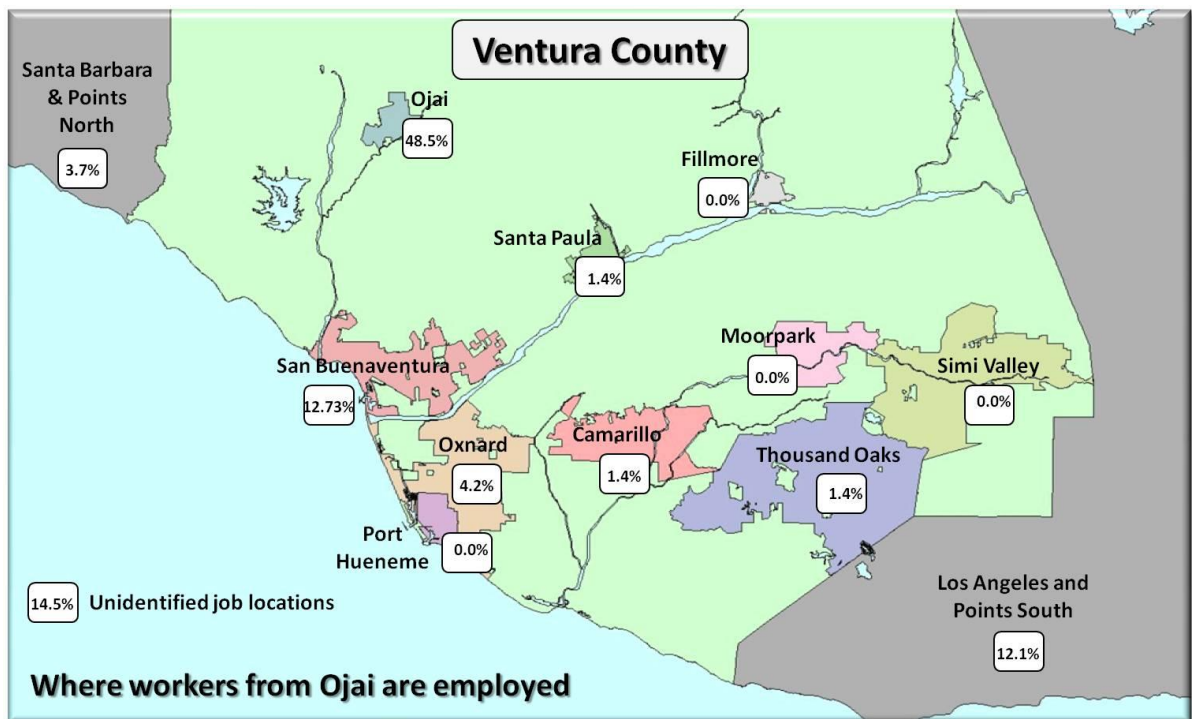 Ventura County
Santa Barbara
& Points
North
3.7%
Ojai
48.5%
Fillmore
0.0%
Santa Paula
1.4%
Moorpark
0.0%
Simi Valley
0.0%
San Buenaventura
12.73%
Oxnard
4.2%
Camarillo
1.4%
Thousand Oaks
1.4%
Port
Hueneme
0.0%
14.5% Unidentified job locations
Los Angeles and
Points South
12.1%
Where workers from Ojai are employed